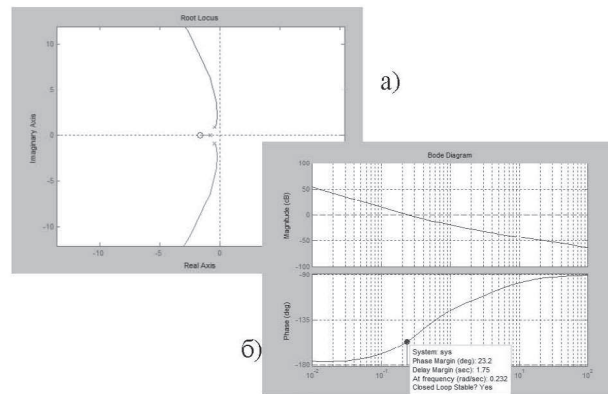 Root Locus
а)
Imaginary Axis
10
5
0
-5
-10
-10
-5
0
Real Axis
б)
Bode Diagram
Magnitude (dB)
100
50
0
-50
-100
Phase (deg)
-90
-135
-180
System: sys
Phase Margin (deg): 23.2
Delay Margin (sec): 1.75
At frequency (rad/sec): 0.232
Closed Loop Stable? Yes